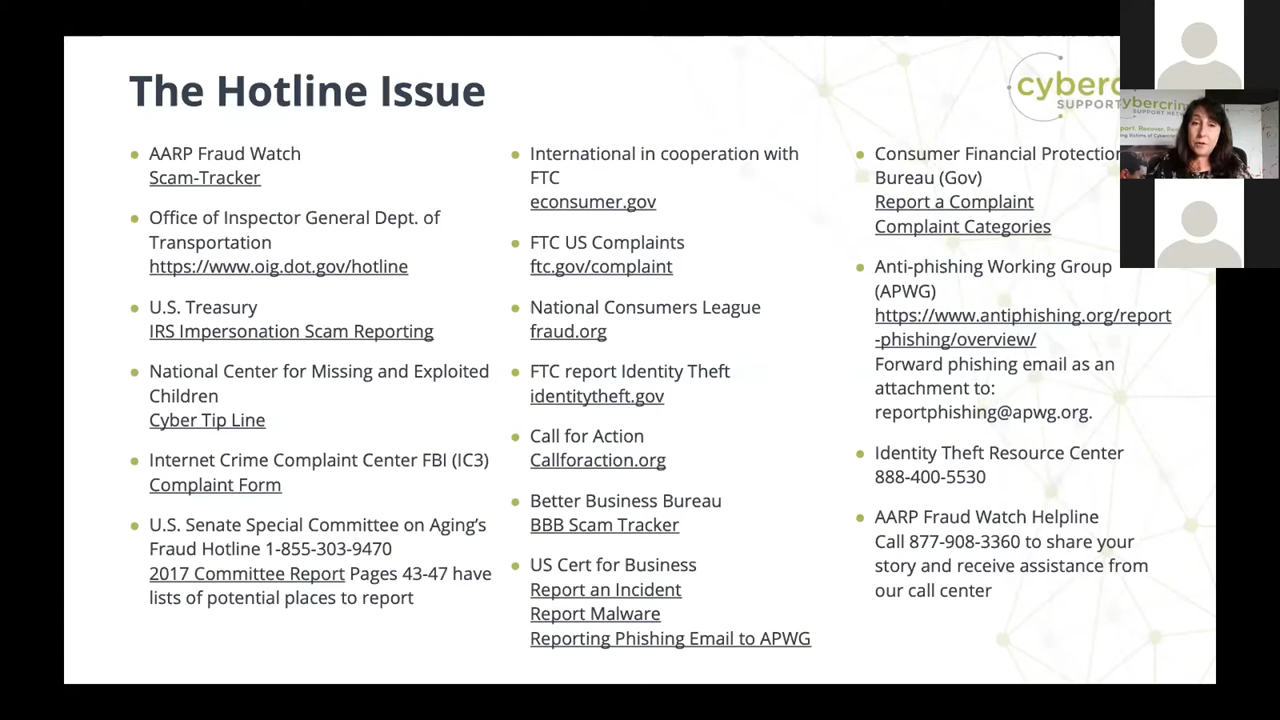 The Hotline Issue
AARP Fraud Watch
Scam-Tracker
Office of Inspector General Dept. of
Transportation
https://www.oig.dot.gov/hotline
U.S. Treasury
IRS Impersonation Scam Reporting
National Center for Missing and Exploited
Children
Cyber Tip Line
Internet Crime Complaint Center FBI (IC3)
Complaint Form
U.S. Senate Special Committee on Aging's
Fraud Hotline 1-855-303-9470
2017 Committee Report Pages 43-47 have
lists of potential places to report
International in cooperation with
FTC
econsumer.gov
FTC US Complaints
ftc.gov/complaint
National Consumers League
fraud.org
FTC report Identity Theft
identitytheft.gov
Call for Action
Callforaction.org
Better Business Bureau
BBB Scam Tracker
US Cert for Business
Report an Incident
Report Malware
Reporting Phishing Email to APWG
Consumer Financial Protection
Bureau (Gov)
Report a Complaint
Complaint Categories
Anti-phishing Working Group
(APWG)
https://www.antiphishing.org/report
-phishing/overview/
Forward phishing email as an
attachment to:
reportphishing@apwg.org.
Identity Theft Resource Center
888-400-5530
AARP Fraud Watch Helpline
Call 877-908-3360 to share your
story and receive assistance from
our call center
cyberc
SUPPORT